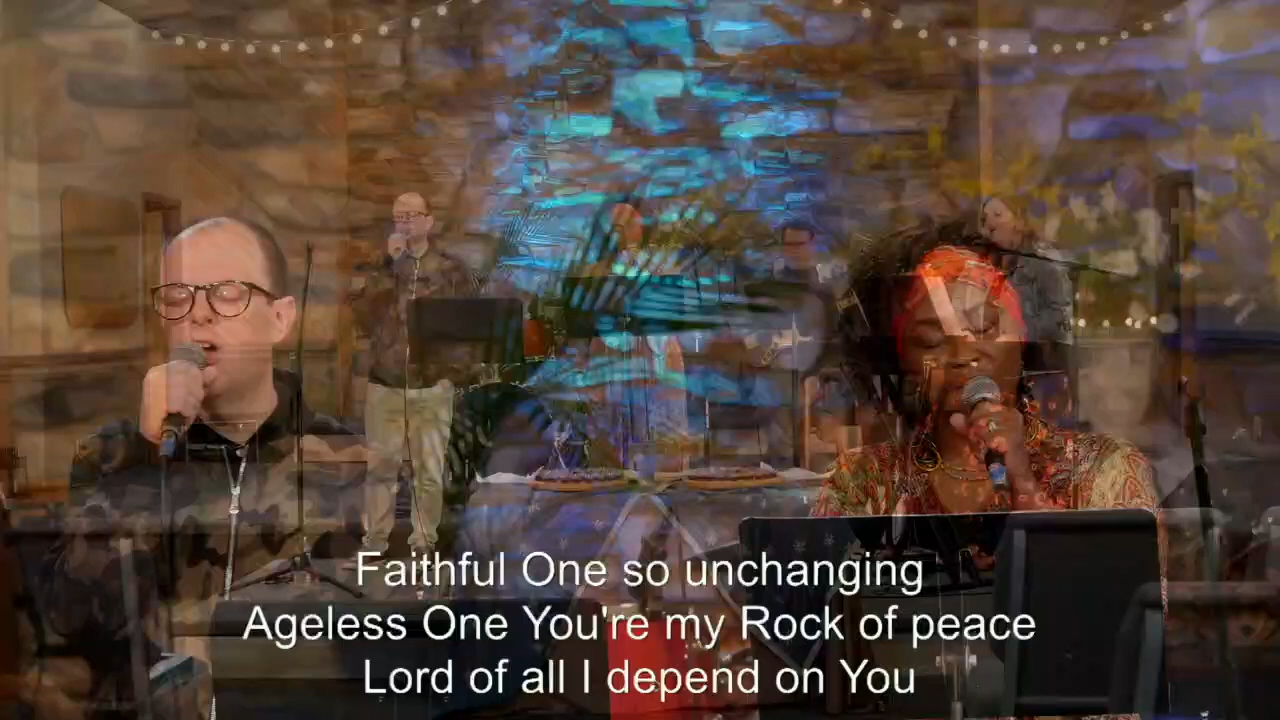 Faithful One so unchanging
Ageless One You're my Rock of peace
Lord of all I depend on You